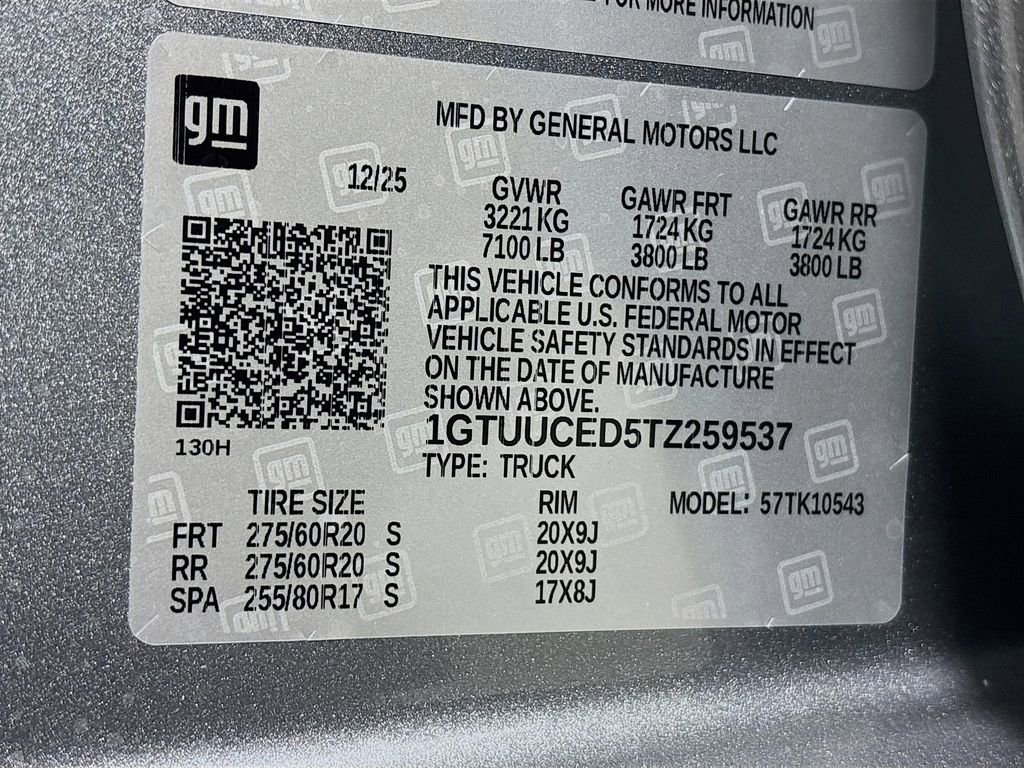 FOR MORE INFORMATION
gm
MFD BY GENERAL MOTORS LLC
12/25
GVWR GAWR FRT GAWR RR
3221 KG 1724 KG 1724 KG
7100 LB 3800 LB 3800 LB
THIS VEHICLE CONFORMS TO ALL
APPLICABLE U.S. FEDERAL MOTOR
VEHICLE SAFETY STANDARDS IN EFFECT
ON THE DATE OF MANUFACTURE
SHOWN ABOVE.
130H
1GTUUCED5TZ259537
TYPE: TRUCK
TIRE SIZE RIM MODEL: 57TK10543
FRT 275/60R20 S 20X9J
RR 275/60R20 S 20X9J
SPA 255/80R17 S 17X8J